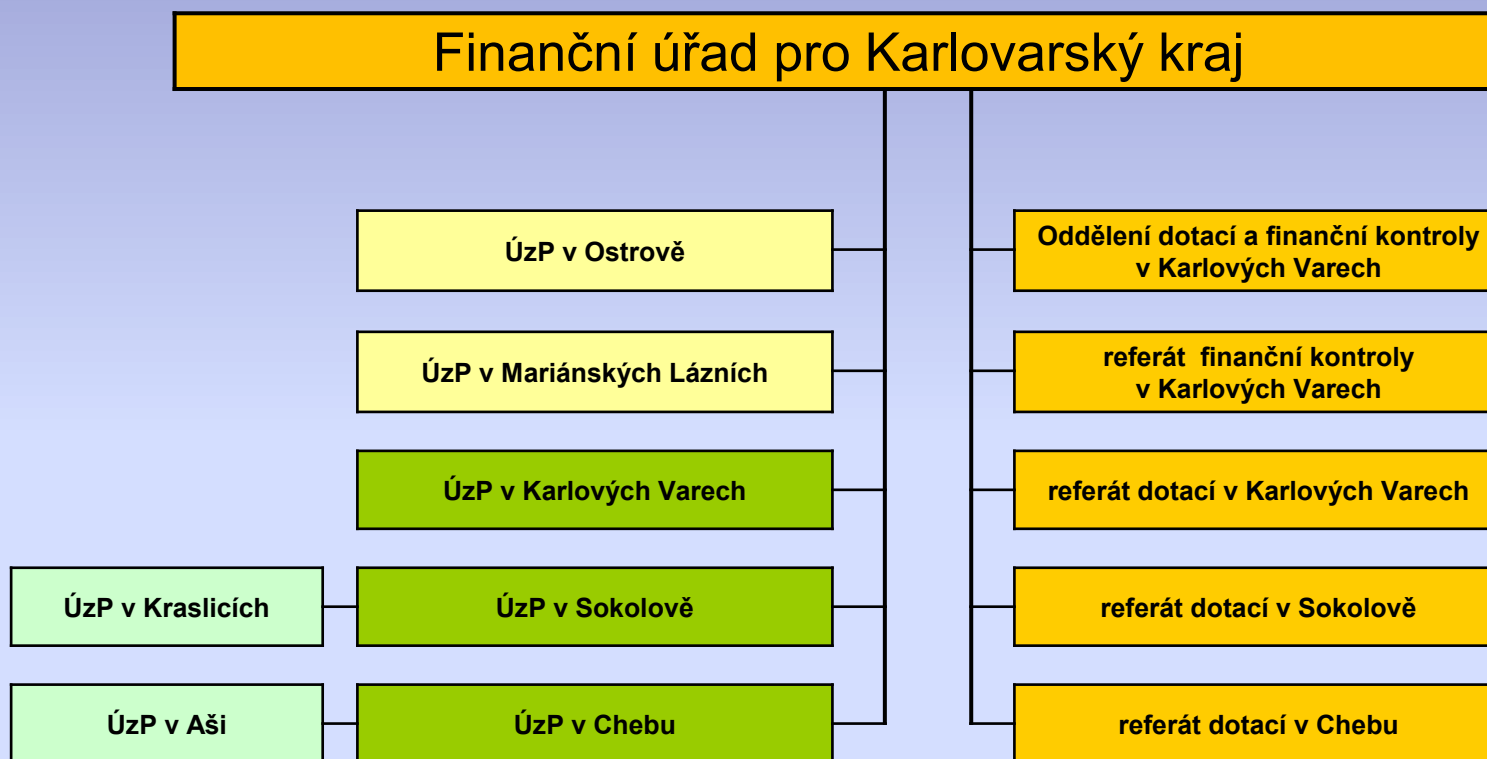 Finanční úřad pro Karlovarský kraj
ÚzP v Ostrově
Oddělení dotací a finanční kontroly
v Karlových Varech
ÚzP v Mariánských Lázních
referát  finanční kontroly
v Karlových Varech
ÚzP v Karlových Varech
referát dotací v Karlových Varech
ÚzP v Kraslicích
ÚzP v Sokolově
referát dotací v Sokolově
ÚzP v Aši
ÚzP v Chebu
referát dotací v Chebu